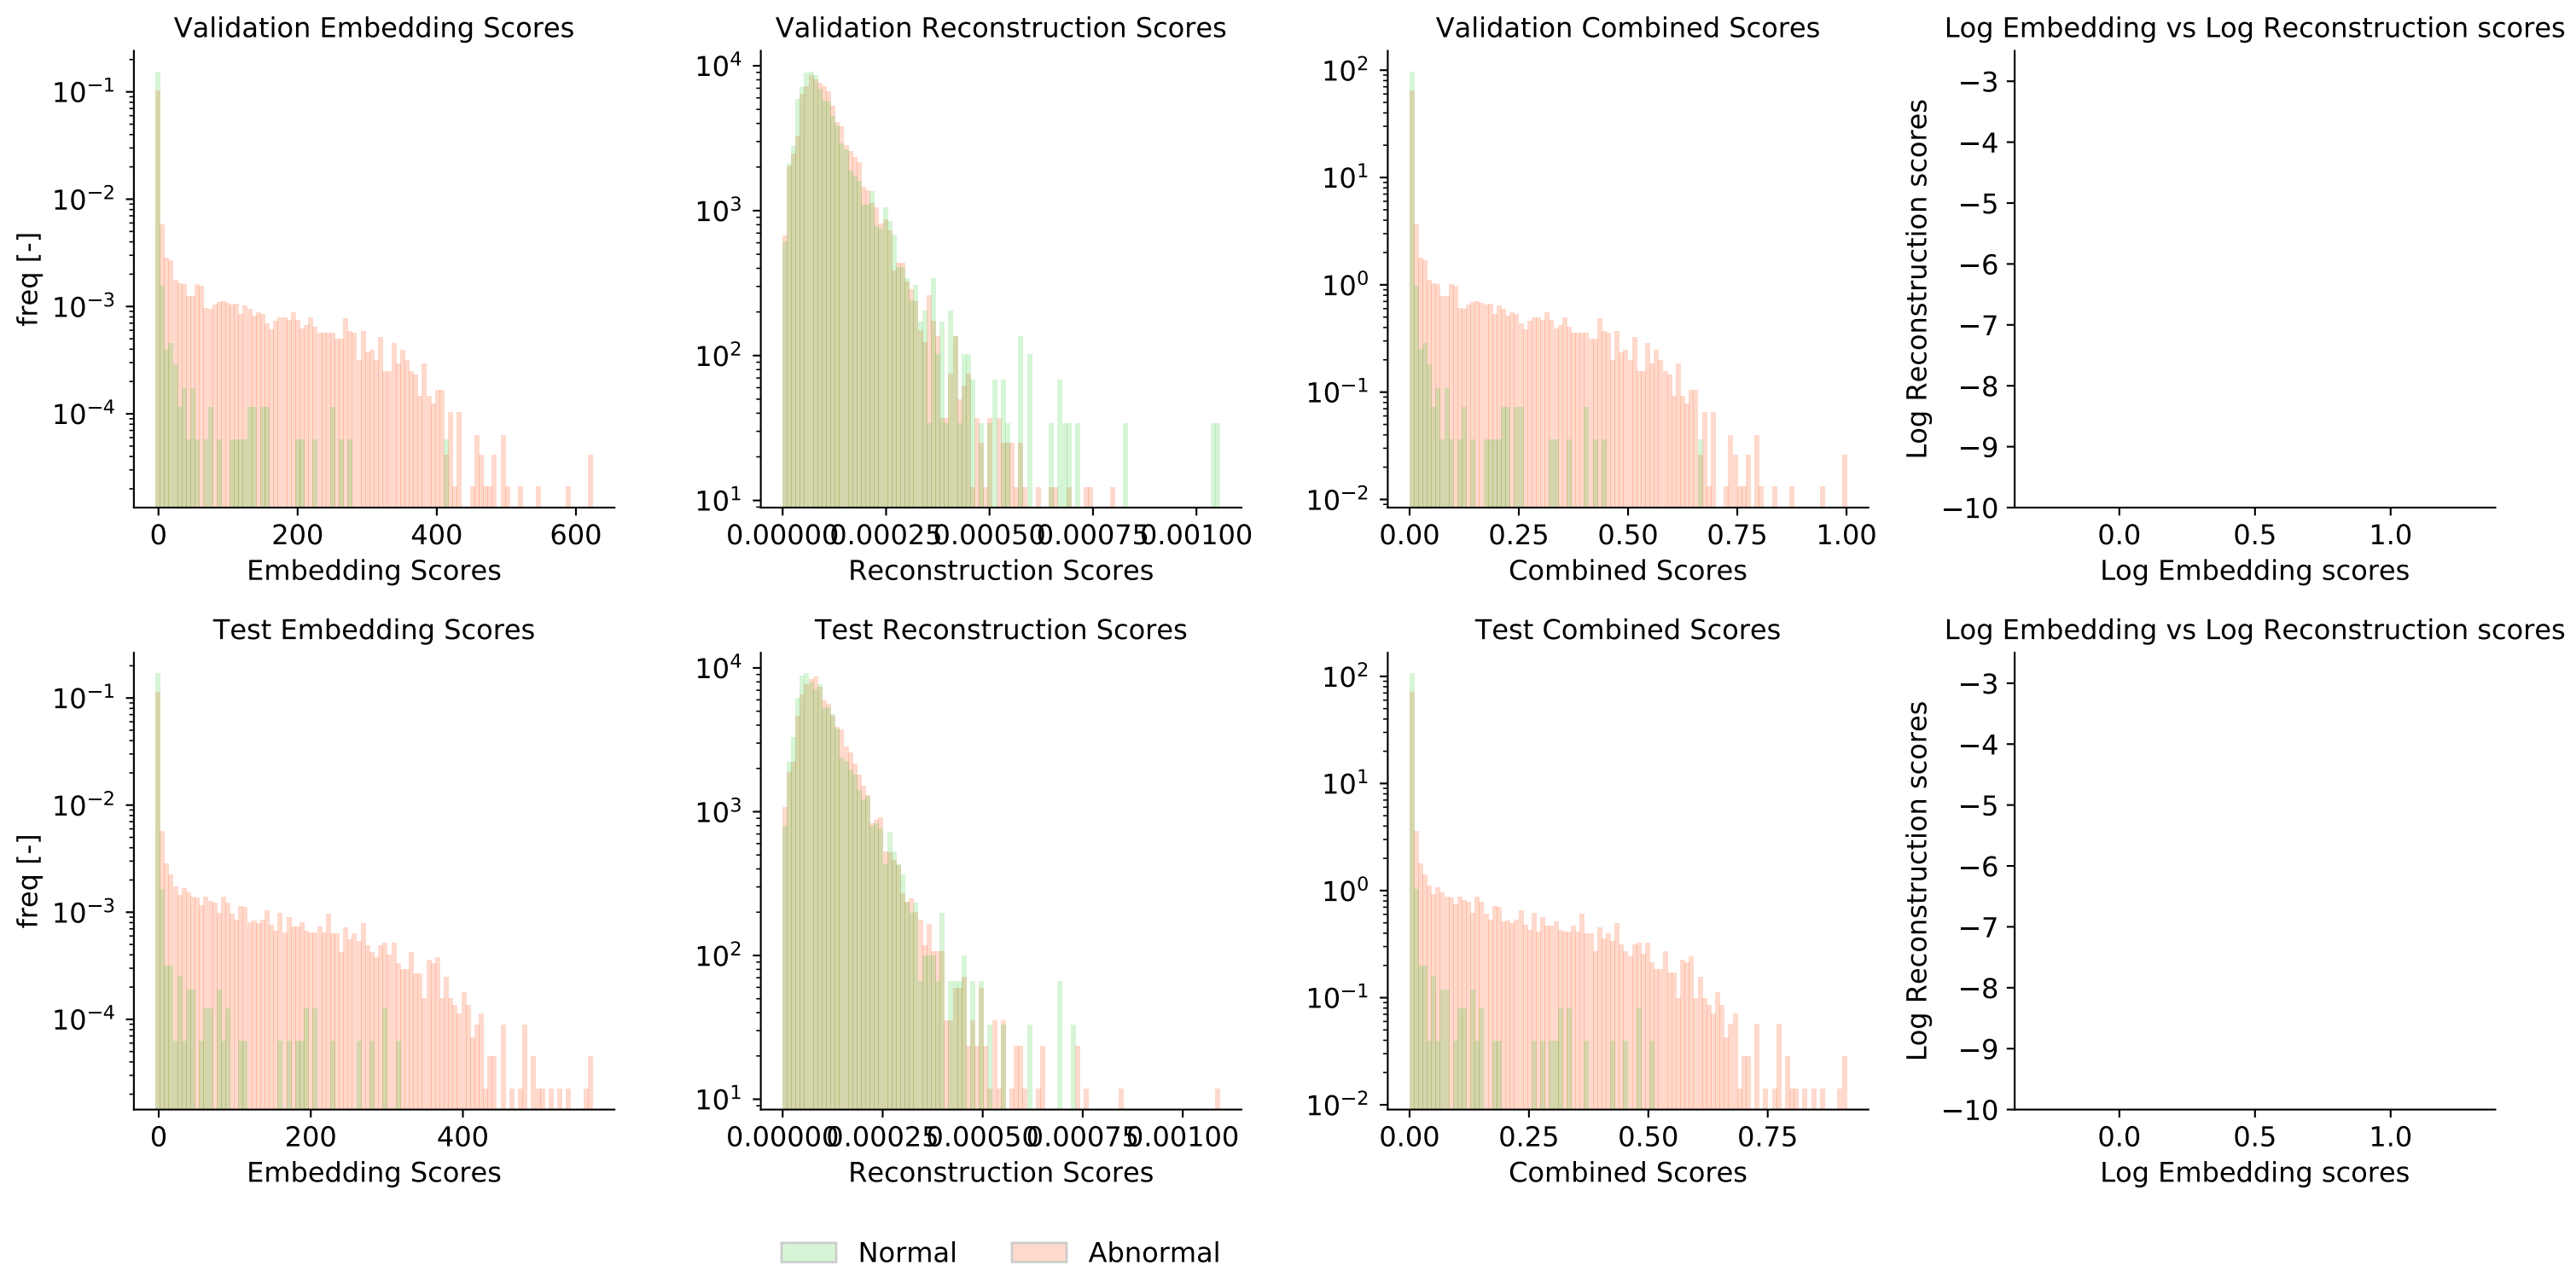 Validation Embedding Scores
Validation Reconstruction Scores
Validation Combined Scores
Log Embedding vs Log Reconstruction scores
freq [-]
10⁻¹
10⁻²
10⁻³
10⁻⁴
0 200 400 600
Embedding Scores
10⁴
10³
10²
10¹
0.00000 0.00025 0.00050 0.00075 0.00100
Reconstruction Scores
10²
10¹
10⁰
10⁻¹
10⁻²
0.00 0.25 0.50 0.75 1.00
Combined Scores
Log Reconstruction scores
−3
−4
−5
−6
−7
−8
−9
−10
0.0 0.5 1.0
Log Embedding scores
Test Embedding Scores
Test Reconstruction Scores
Test Combined Scores
Log Embedding vs Log Reconstruction scores
freq [-]
10⁻¹
10⁻²
10⁻³
10⁻⁴
0 200 400
Embedding Scores
10⁴
10³
10²
10¹
0.00000 0.00025 0.00050 0.00075 0.00100
Reconstruction Scores
10²
10¹
10⁰
10⁻¹
10⁻²
0.00 0.25 0.50 0.75
Combined Scores
Log Reconstruction scores
−3
−4
−5
−6
−7
−8
−9
−10
0.0 0.5 1.0
Log Embedding scores
Normal Abnormal